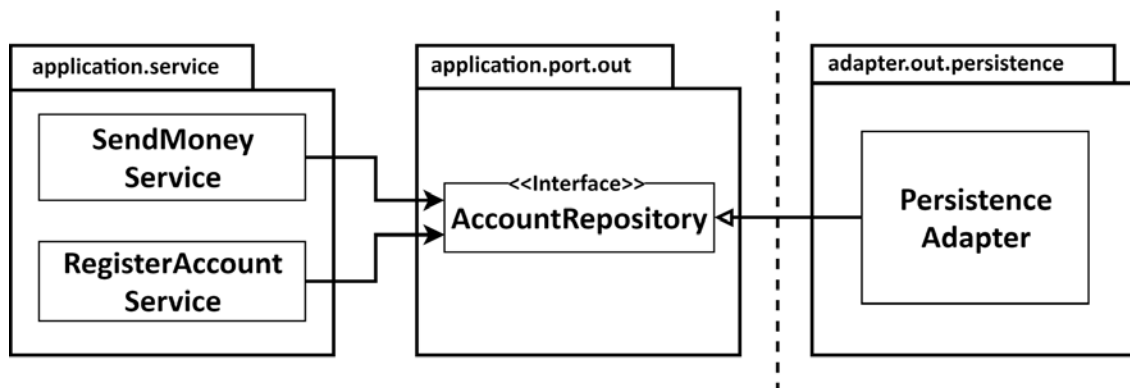 application.service
SendMoney
Service
RegisterAccount
Service
application.port.out
<<Interface>>
AccountRepository
adapter.out.persistence
Persistence
Adapter